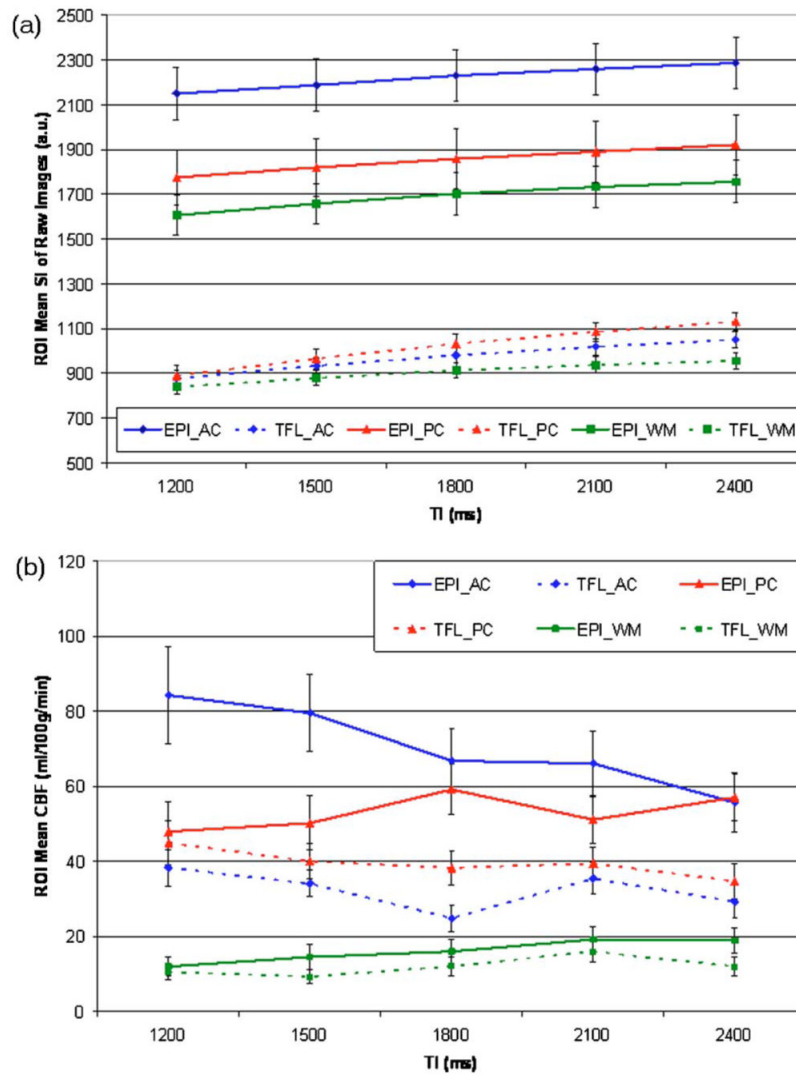 (a)
ROI Mean SI of Raw Images (a.u.)
2500
2300
2100
1900
1700
1500
1300
1100
900
700
500
EPI_AC TFL_AC EPI_PC TFL_PC EPI_WM TFL_WM
1200 1500 1800 2100 2400
TI (ms)
(b)
ROI Mean CBF (ml/100g/min)
120
100
80
60
40
20
0
EPI_AC TFL_AC EPI_PC
TFL_PC EPI_WM TFL_WM
1200 1500 1800 2100 2400
TI (ms)